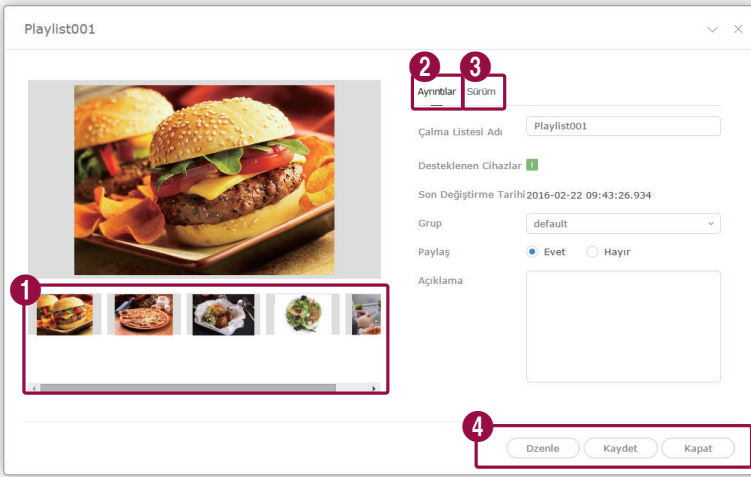 Playlist001
2 3
Ayrıntılar Sürüm
Çalma Listesi Adı Playlist001
Desteklenen Cihazlar I
Son Değiştirme Tarihi 2016-02-22 09:43:26.934
Grup default
Paylaş Evet Hayır
1
Açıklama
4
Dzenle Kaydet Kapat